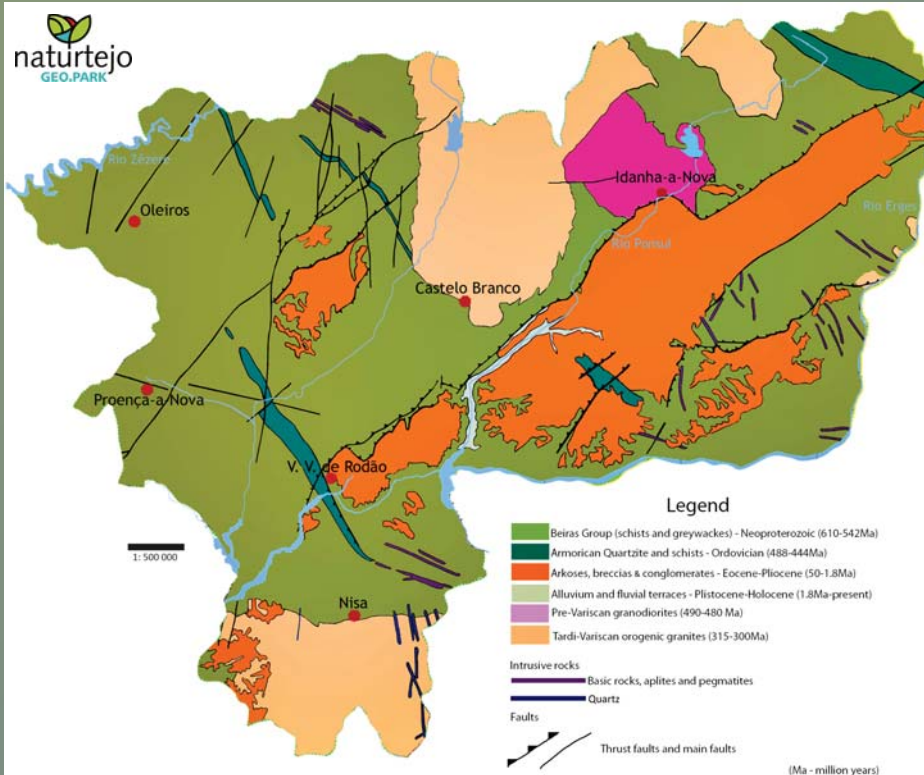 naturtejo
GEO.PARK
Rio Zêzere
Oleiros
Idanha-a-Nova
Rio Erges
Rio Ponsul
Castelo Branco
Proença-a-Nova
V. V. de Rodão
1: 500 000
Nisa
Legend
Beiras Group (schists and greywackes) - Neoproterozoic (610-542Ma)
Armorican Quartzite and schists - Ordovician (488-444Ma)
Arkoses, breccias & conglomerates - Eocene-Pliocene (50-1.8Ma)
Alluvium and fluvial terraces - Plistocene-Holocene (1.8Ma-present)
Pre-Variscan granodiorites (490-480 Ma)
Tardi-Variscan orogenic granites (315-300Ma)
Intrusive rocks
Basic rocks, aplites and pegmatites
Quartz
Faults
Thrust faults and main faults
(Ma - million years)